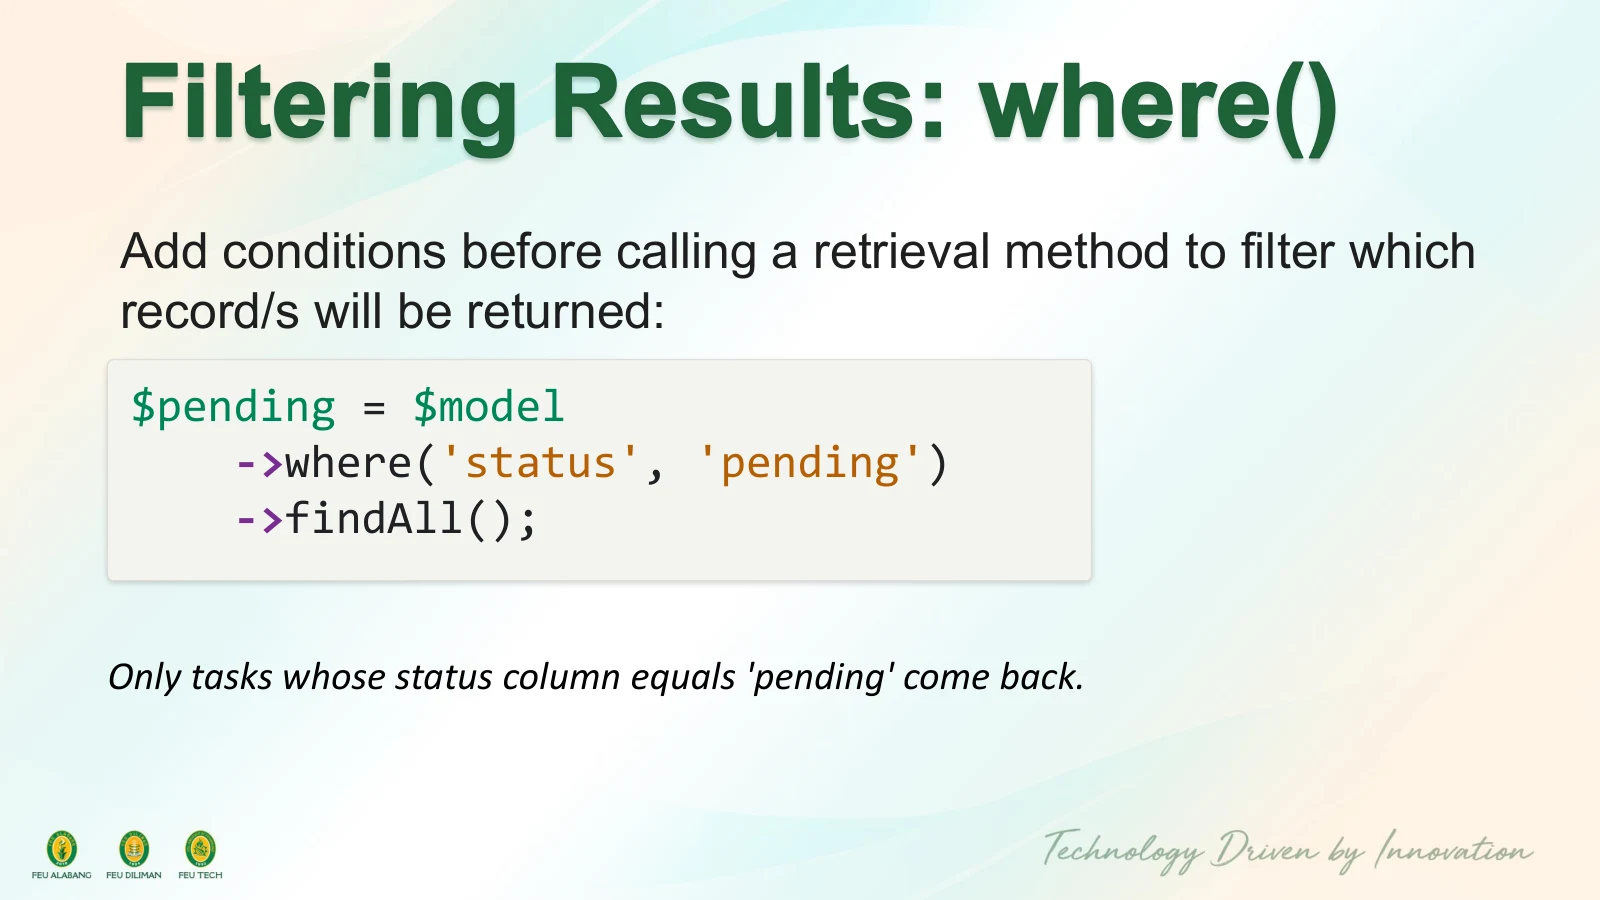 Filtering Results: where()
Add conditions before calling a retrieval method to filter which
record/s will be returned:
$pending = $model
    ->where('status', 'pending')
    ->findAll();
Only tasks whose status column equals 'pending' come back.
FEU ALABANG
FEU DILIMAN
FEU TECH
Technology Driven by Innovation